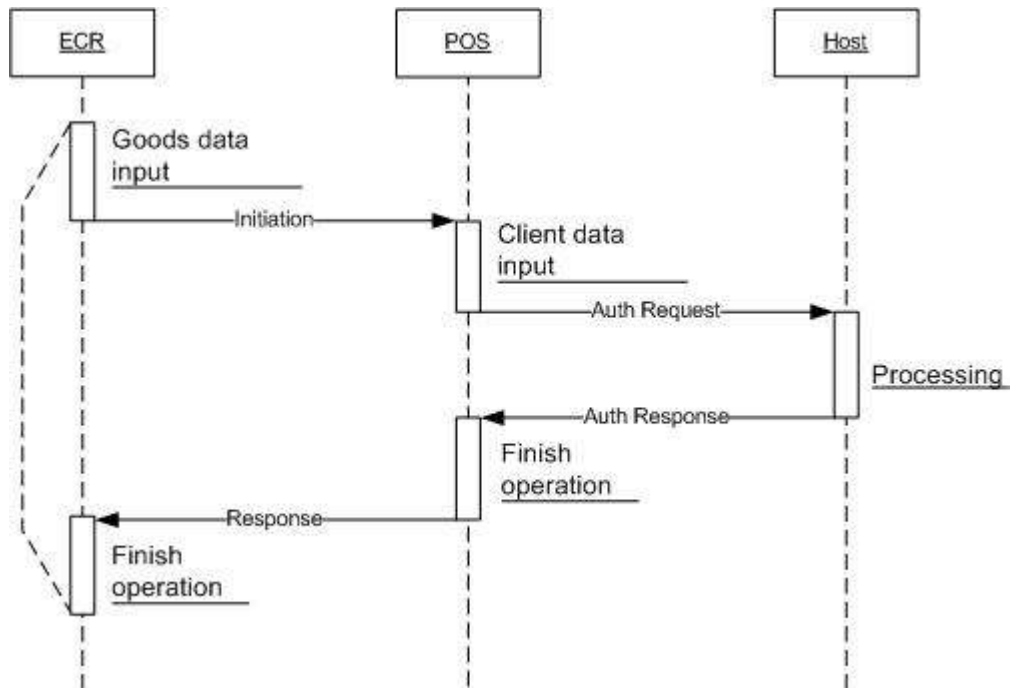 ECR
POS
Host
Goods data
input
Initiation
Client data
input
Auth Request
Processing
Auth Response
Finish
operation
Response
Finish
operation